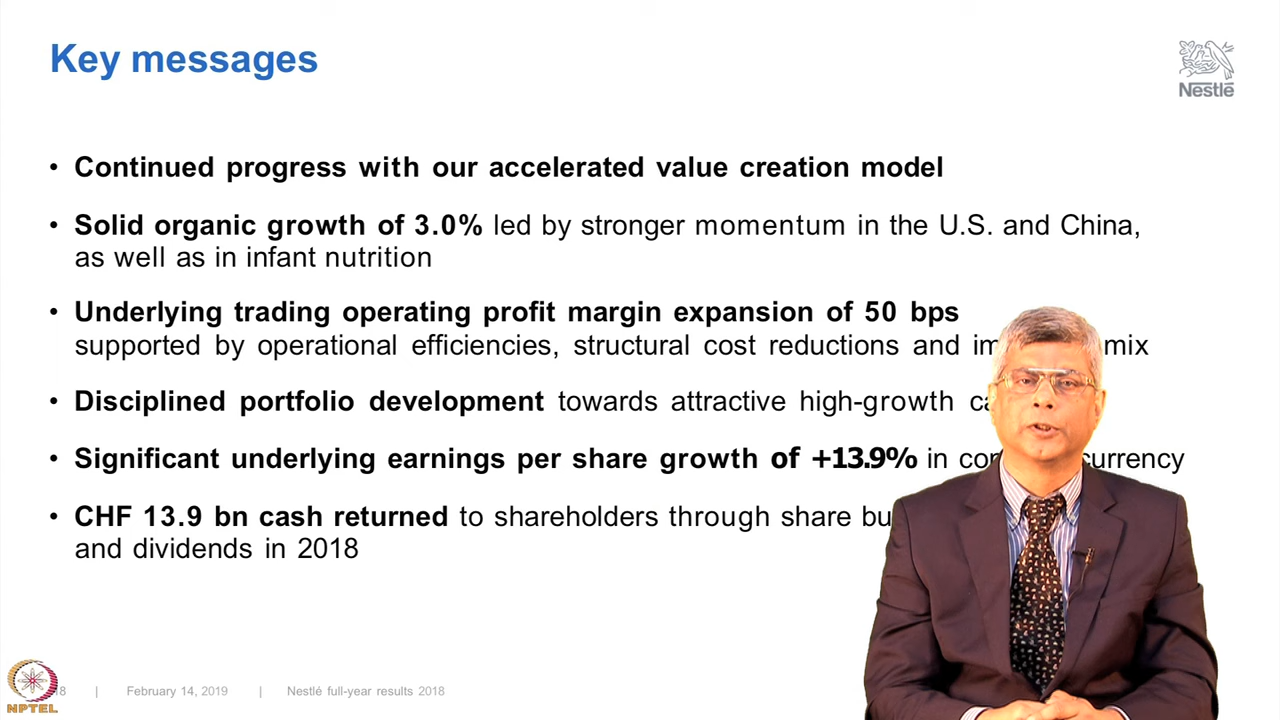 Key messages
Nestlē
• Continued progress with our accelerated value creation model
• Solid organic growth of 3.0% led by stronger momentum in the U.S. and China,
as well as in infant nutrition
• Underlying trading operating profit margin expansion of 50 bps
supported by operational efficiencies, structural cost reductions and mix
• Disciplined portfolio development towards attractive high-growth
• Significant underlying earnings per share growth of +13.9% in currency
• CHF 13.9 bn cash returned to shareholders through share
and dividends in 2018
NPTEL
| February 14, 2019 | Nestlé full-year results 2018